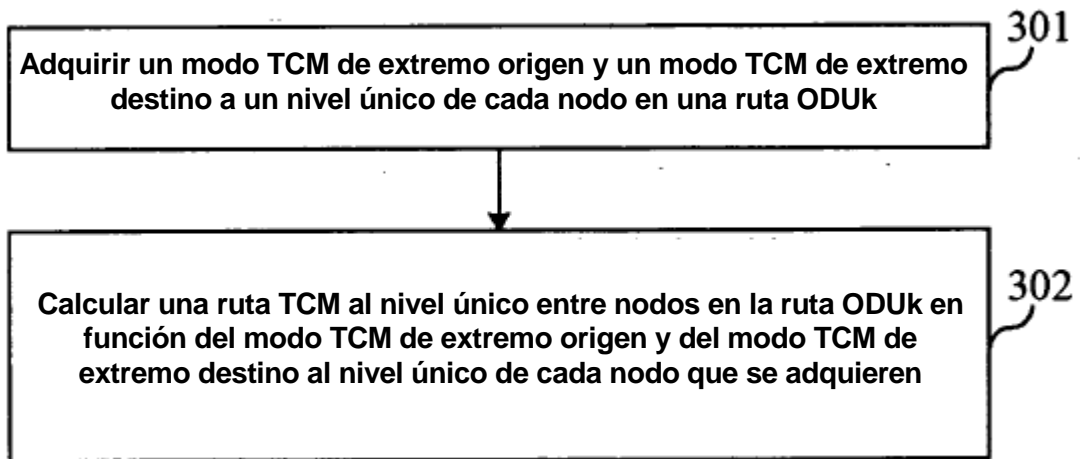 301
Adquirir un modo TCM de extremo origen y un modo TCM de extremo
destino a un nivel único de cada nodo en una ruta ODUk
302
Calcular una ruta TCM al nivel único entre nodos en la ruta ODUk en
función del modo TCM de extremo origen y del modo TCM de
extremo destino al nivel único de cada nodo que se adquieren